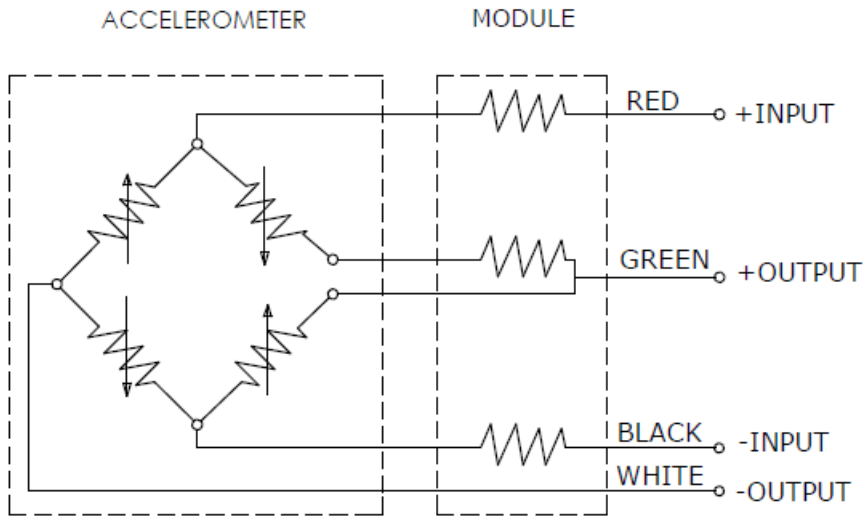 ACCELEROMETER
MODULE
RED
+INPUT
GREEN
+OUTPUT
BLACK
-INPUT
WHITE
-OUTPUT